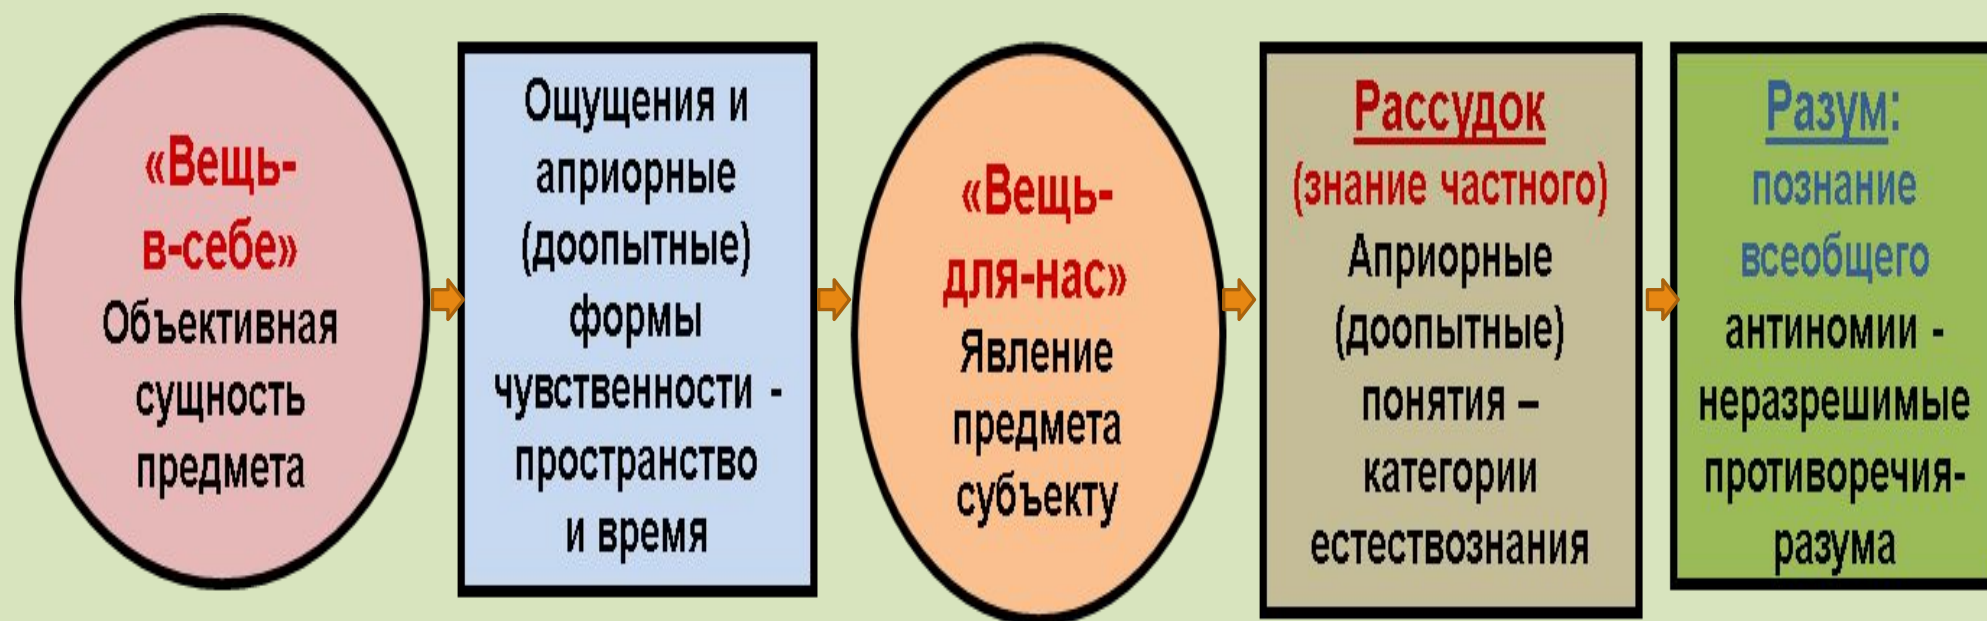 «Вещь-
в-себе»
Объективная
сущность
предмета
Ощущения и
априорные
(доопытные)
формы
чувственности -
пространство
и время
«Вещь-
для-нас»
Явление
предмета
субъекту
Рассудок
(знание частного)
Априорные
(доопытные)
понятия –
категории
естествознания
Разум:
познание
всеобщего
антиномии -
неразрешимые
противоречия-
разума